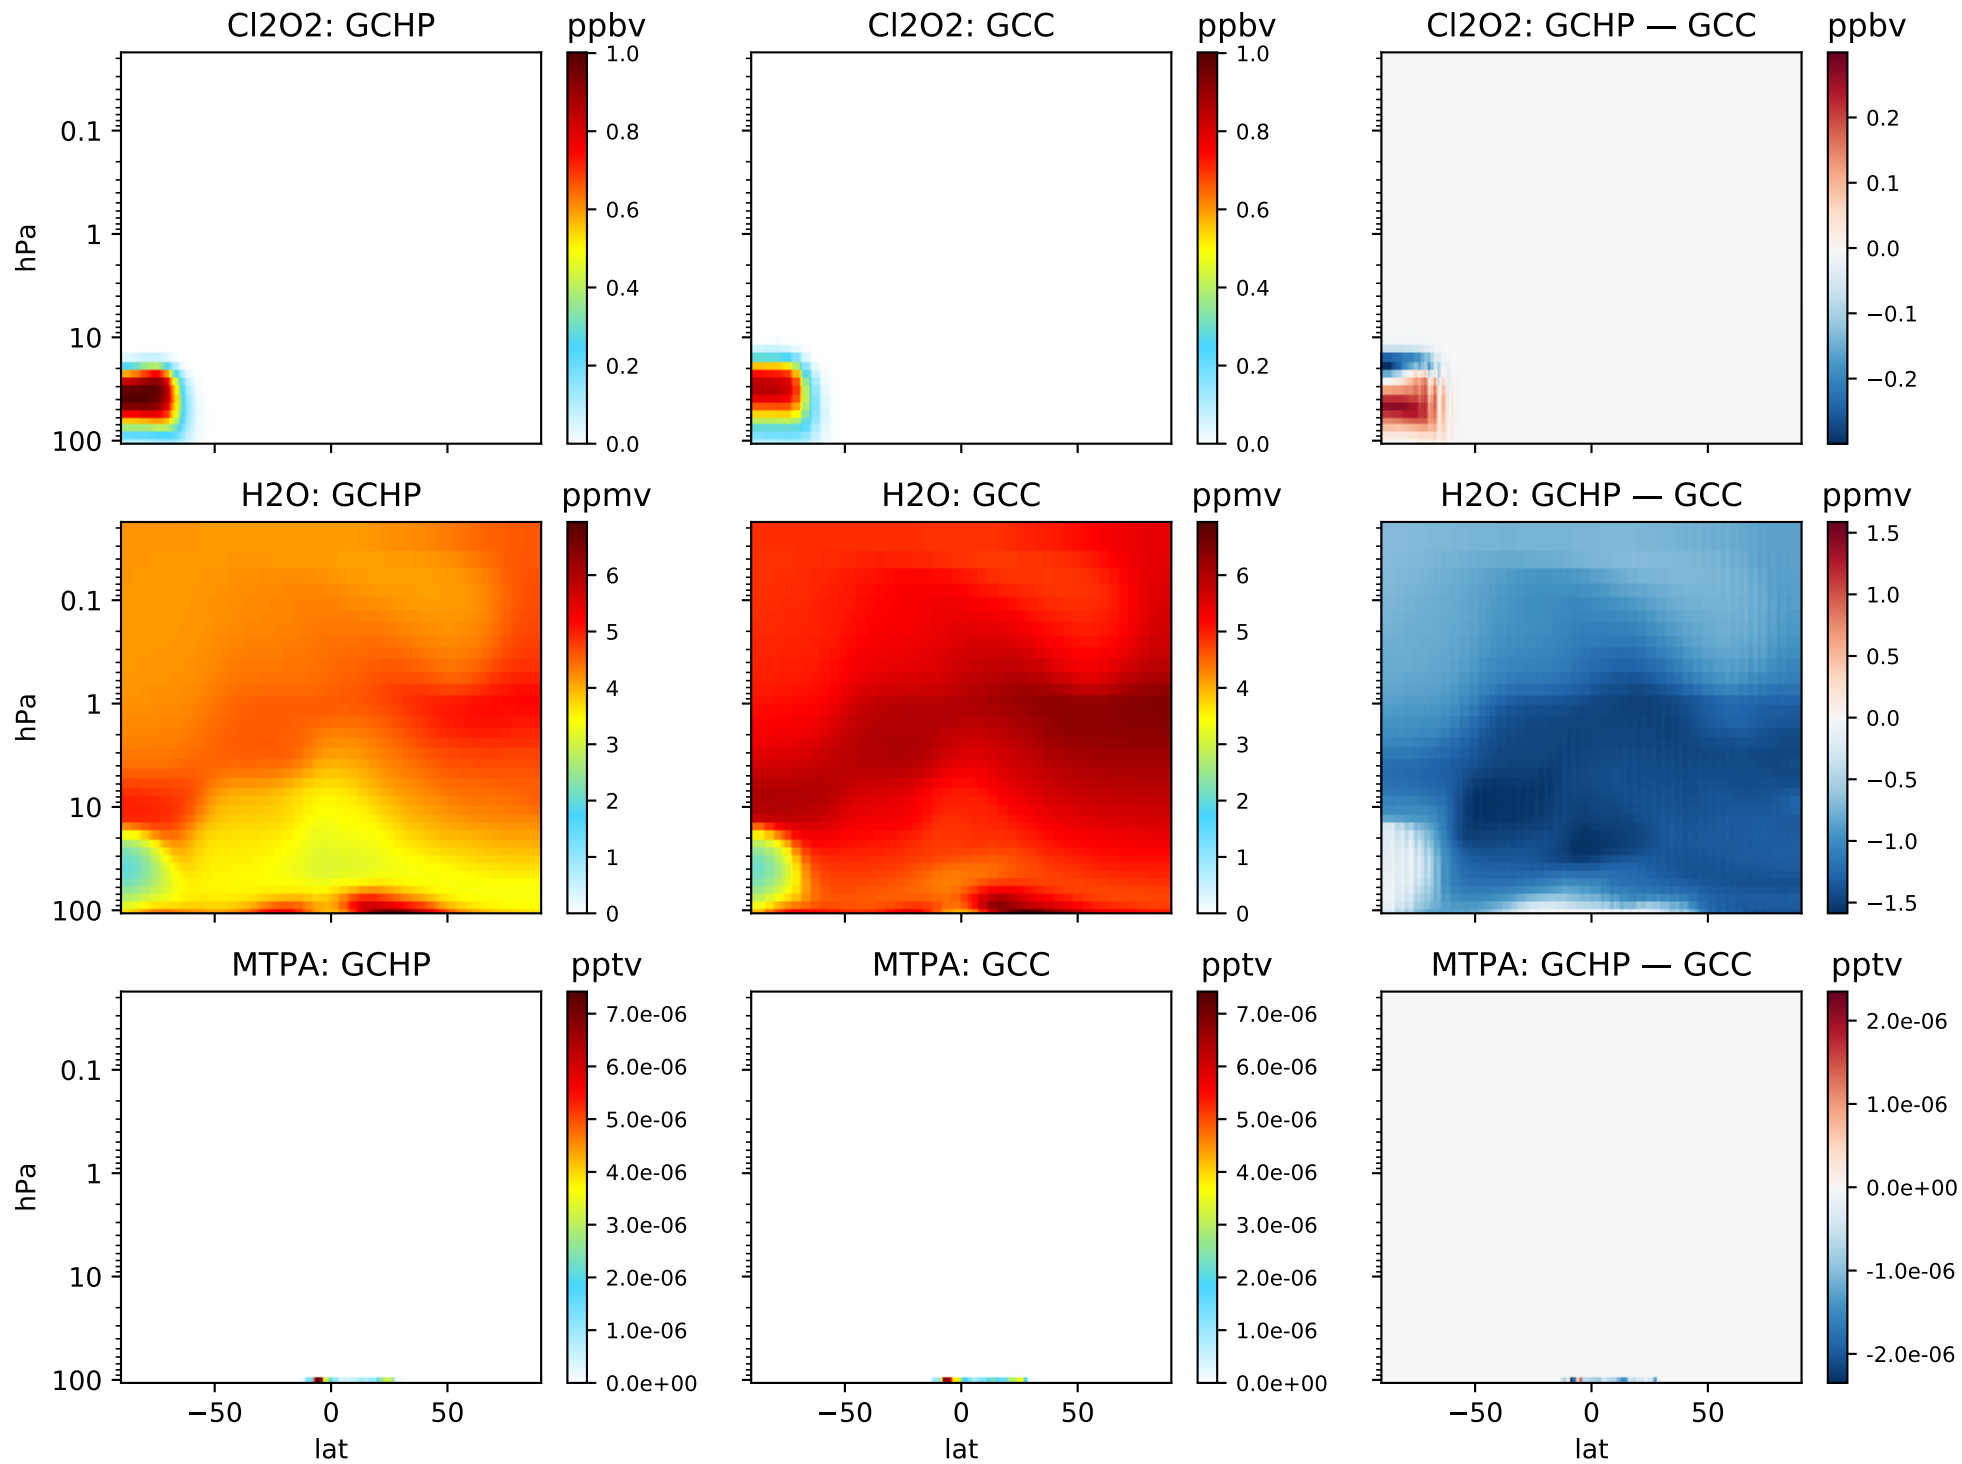 Cl2O2: GCHP
ppbv
Cl2O2: GCC
ppbv
Cl2O2: GCHP — GCC
ppbv
hPa
0.1
1
10
100
1.0
0.8
0.6
0.4
0.2
0.0
1.0
0.8
0.6
0.4
0.2
0.0
0.2
0.1
0.0
−0.1
−0.2
H2O: GCHP
ppmv
H2O: GCC
ppmv
H2O: GCHP — GCC
ppmv
hPa
0.1
1
10
100
6
5
4
3
2
1
0
6
5
4
3
2
1
0
1.5
1.0
0.5
0.0
−0.5
−1.0
−1.5
MTPA: GCHP
pptv
MTPA: GCC
pptv
MTPA: GCHP — GCC
pptv
hPa
0.1
1
10
100
7.0e-06
6.0e-06
5.0e-06
4.0e-06
3.0e-06
2.0e-06
1.0e-06
0.0e+00
7.0e-06
6.0e-06
5.0e-06
4.0e-06
3.0e-06
2.0e-06
1.0e-06
0.0e+00
2.0e-06
1.0e-06
0.0e+00
-1.0e-06
-2.0e-06
−50 0 50
−50 0 50
−50 0 50
lat
lat
lat